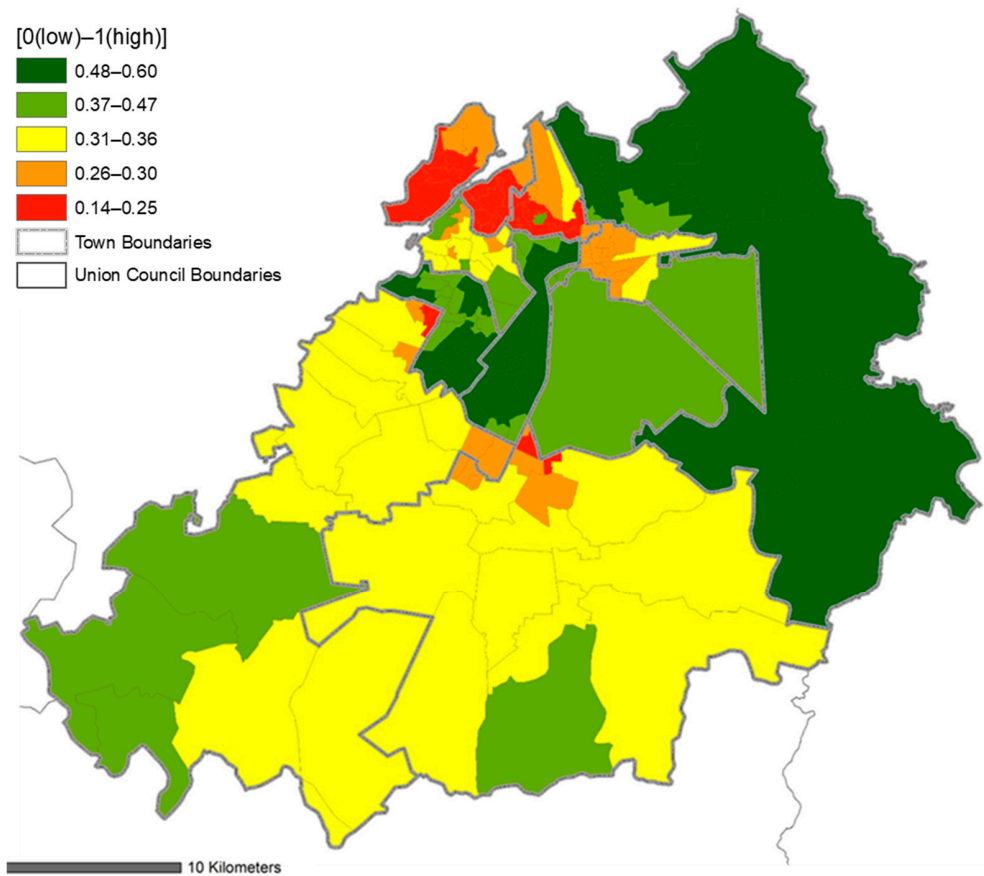 [0(low)–1(high)]
0.48–0.60
0.37–0.47
0.31–0.36
0.26–0.30
0.14–0.25
Town Boundaries
Union Council Boundaries
10 Kilometers